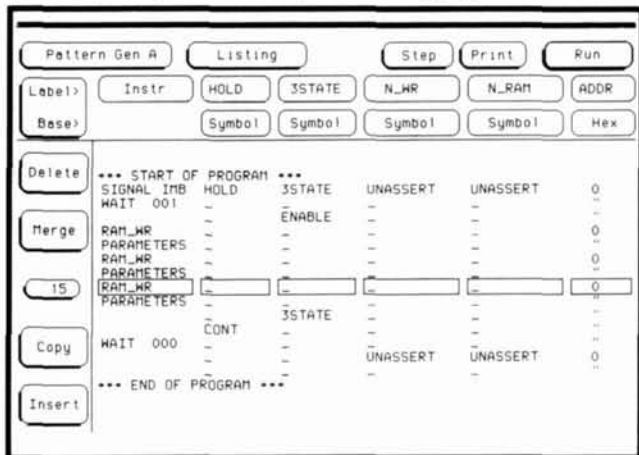 Pattern Gen A Listing Step Print Run
Label> Instr HOLD 3STATE N_WR N_RAM ADDR
Base> Symbol Symbol Symbol Symbol Hex
Delete
*** START OF PROGRAM ***
SIGNAL IMB HOLD 3STATE UNASSERT UNASSERT 0
WAIT 001 _ _ _ _ "
_ ENABLE _ _ "
Merge
RAM_WR _ _ _ _ 0
PARAMETERS _ _ _ _ "
RAM_WR _ _ _ _ 0
PARAMETERS _ _ _ _ "
15 RAM_WR _ _ _ _ 0
PARAMETERS _ _ _ _ "
_ 3STATE _ _ "
CONT _ _ _ "
Copy WAIT 000 _ _ _ _ "
_ _ UNASSERT UNASSERT 0
_ _ _ _ "
*** END OF PROGRAM ***
Insert